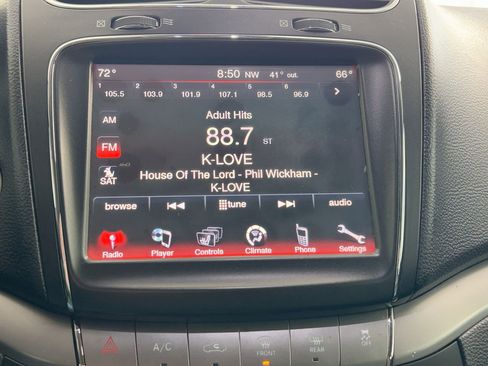 72° 8:50 NW 41° out. 66°
1 2 3 4 5 6
105.5 103.9 101.9 107.1 98.5 96.9
AM
Adult Hits
FM
88.7 ST
K-LOVE
SAT
House Of The Lord - Phil Wickham -
K-LOVE
browse tune audio
Radio Player Controls Climate Phone Settings
A/C FRONT REAR OFF